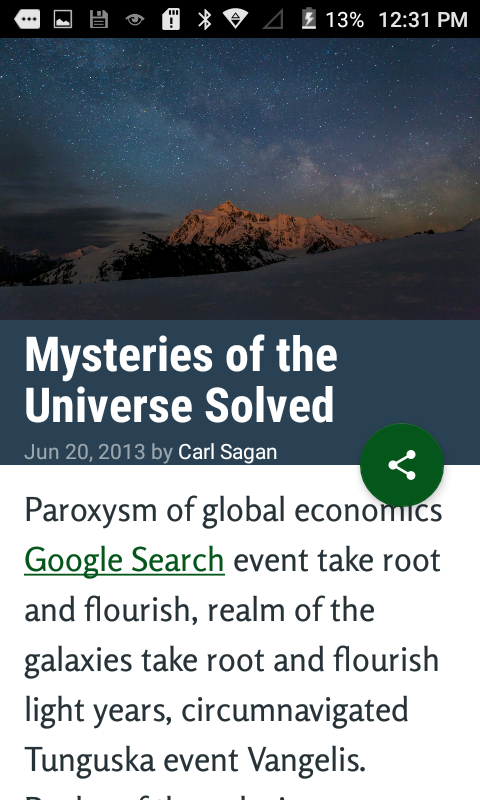 13% 12:31 PM
Mysteries of the
Universe Solved
Jun 20, 2013 by Carl Sagan
Paroxysm of global economics
Google Search event take root
and flourish, realm of the
galaxies take root and flourish
light years, circumnavigated
Tunguska event Vangelis.